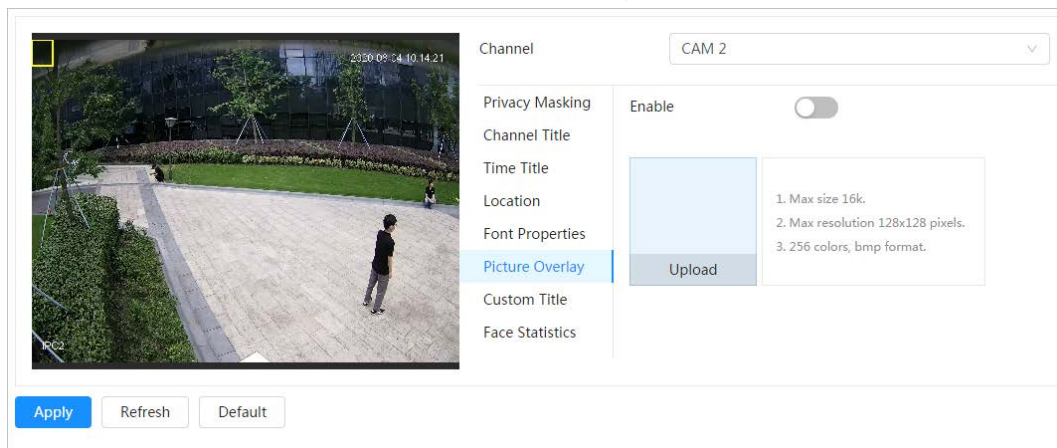 2020-09-04 10:14:21
IPC2
Channel
CAM 2
Privacy Masking
Channel Title
Time Title
Location
Font Properties
Picture Overlay
Custom Title
Face Statistics
Enable
Upload
1. Max size 16k.
2. Max resolution 128x128 pixels.
3. 256 colors, bmp format.
Apply
Refresh
Default